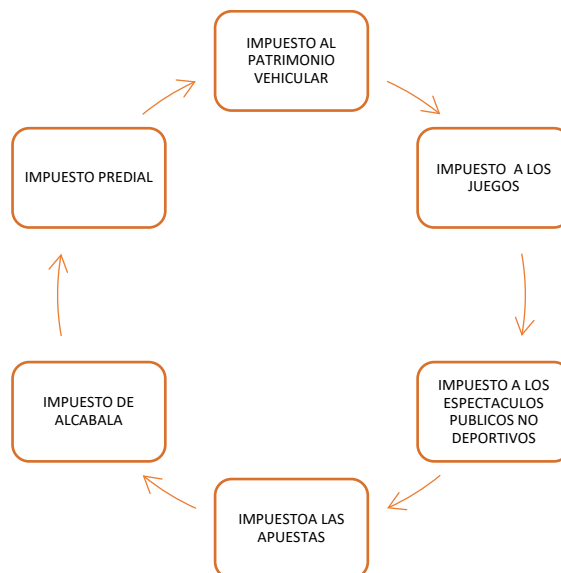 IMPUESTO AL
PATRIMONIO
VEHICULAR
IMPUESTO A LOS
JUEGOS
IMPUESTO A LOS
ESPECTACULOS
PUBLICOS NO
DEPORTIVOS
IMPUESTOA LAS
APUESTAS
IMPUESTO DE
ALCABALA
IMPUESTO PREDIAL